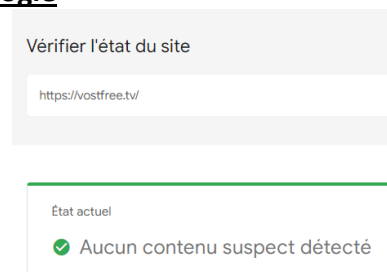 Vérifier l'état du site
https://vostfree.tv/
État actuel
Aucun contenu suspect détecté